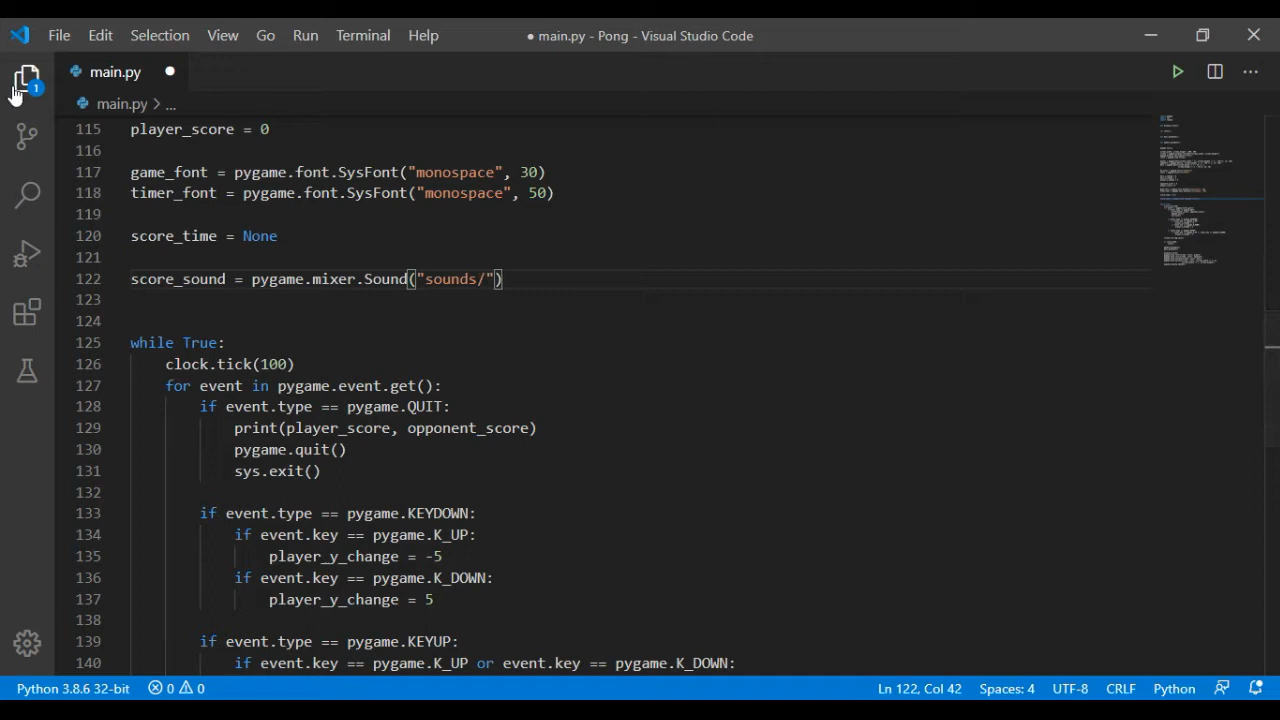 File Edit Selection View Go Run Terminal Help ● main.py - Pong - Visual Studio Code
main.py ●
1
main.py > ...
115 player_score = 0
116
117 game_font = pygame.font.SysFont("monospace", 30)
118 timer_font = pygame.font.SysFont("monospace", 50)
119
120 score_time = None
121
122 score_sound = pygame.mixer.Sound("sounds/")
123
124
125 while True:
126 clock.tick(100)
127 for event in pygame.event.get():
128 if event.type == pygame.QUIT:
129 print(player_score, opponent_score)
130 pygame.quit()
131 sys.exit()
132
133 if event.type == pygame.KEYDOWN:
134 if event.key == pygame.K_UP:
135 player_y_change = -5
136 if event.key == pygame.K_DOWN:
137 player_y_change = 5
138
139 if event.type == pygame.KEYUP:
140 if event.key == pygame.K_UP or event.key == pygame.K_DOWN:
Python 3.8.6 32-bit 0 0 Ln 122, Col 42 Spaces: 4 UTF-8 CRLF Python